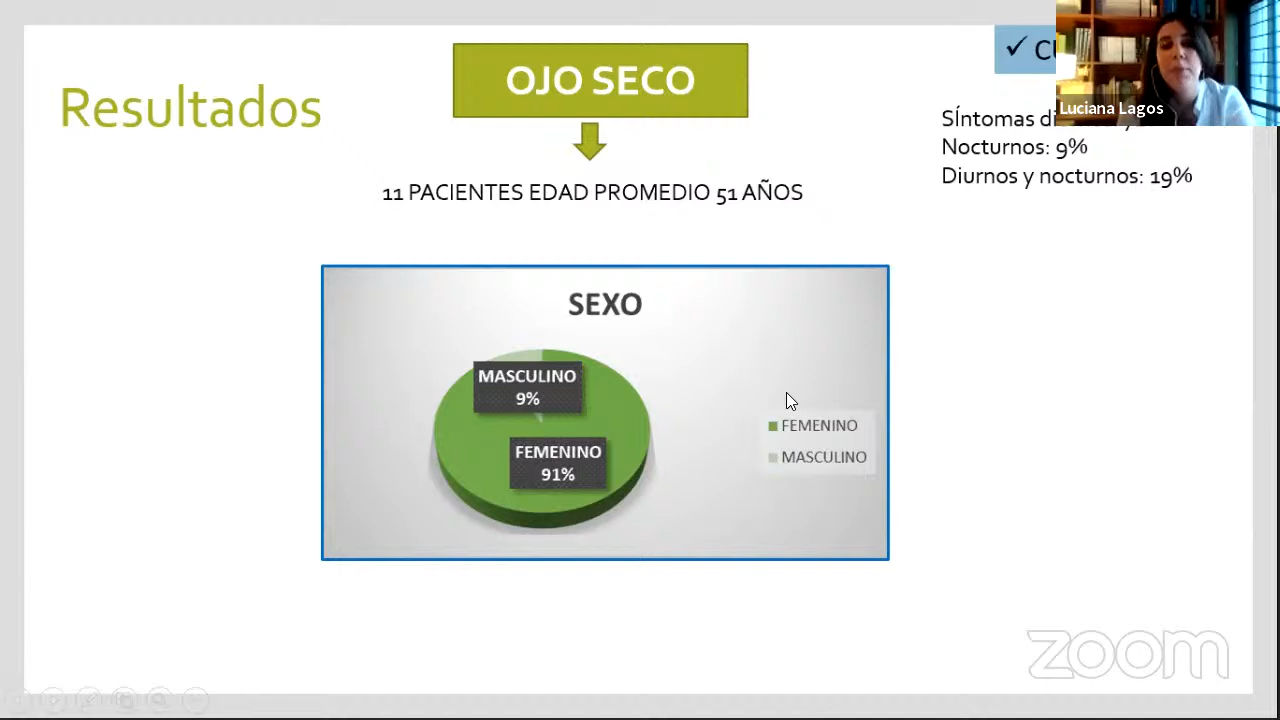 Resultados
OJO SECO
11 PACIENTES EDAD PROMEDIO 51 AÑOS
✓
Luciana Lagos
SÍntomas
Nocturnos: 9%
Diurnos y nocturnos: 19%
SEXO
MASCULINO
9%
FEMENINO
91%
FEMENINO
MASCULINO
zoom